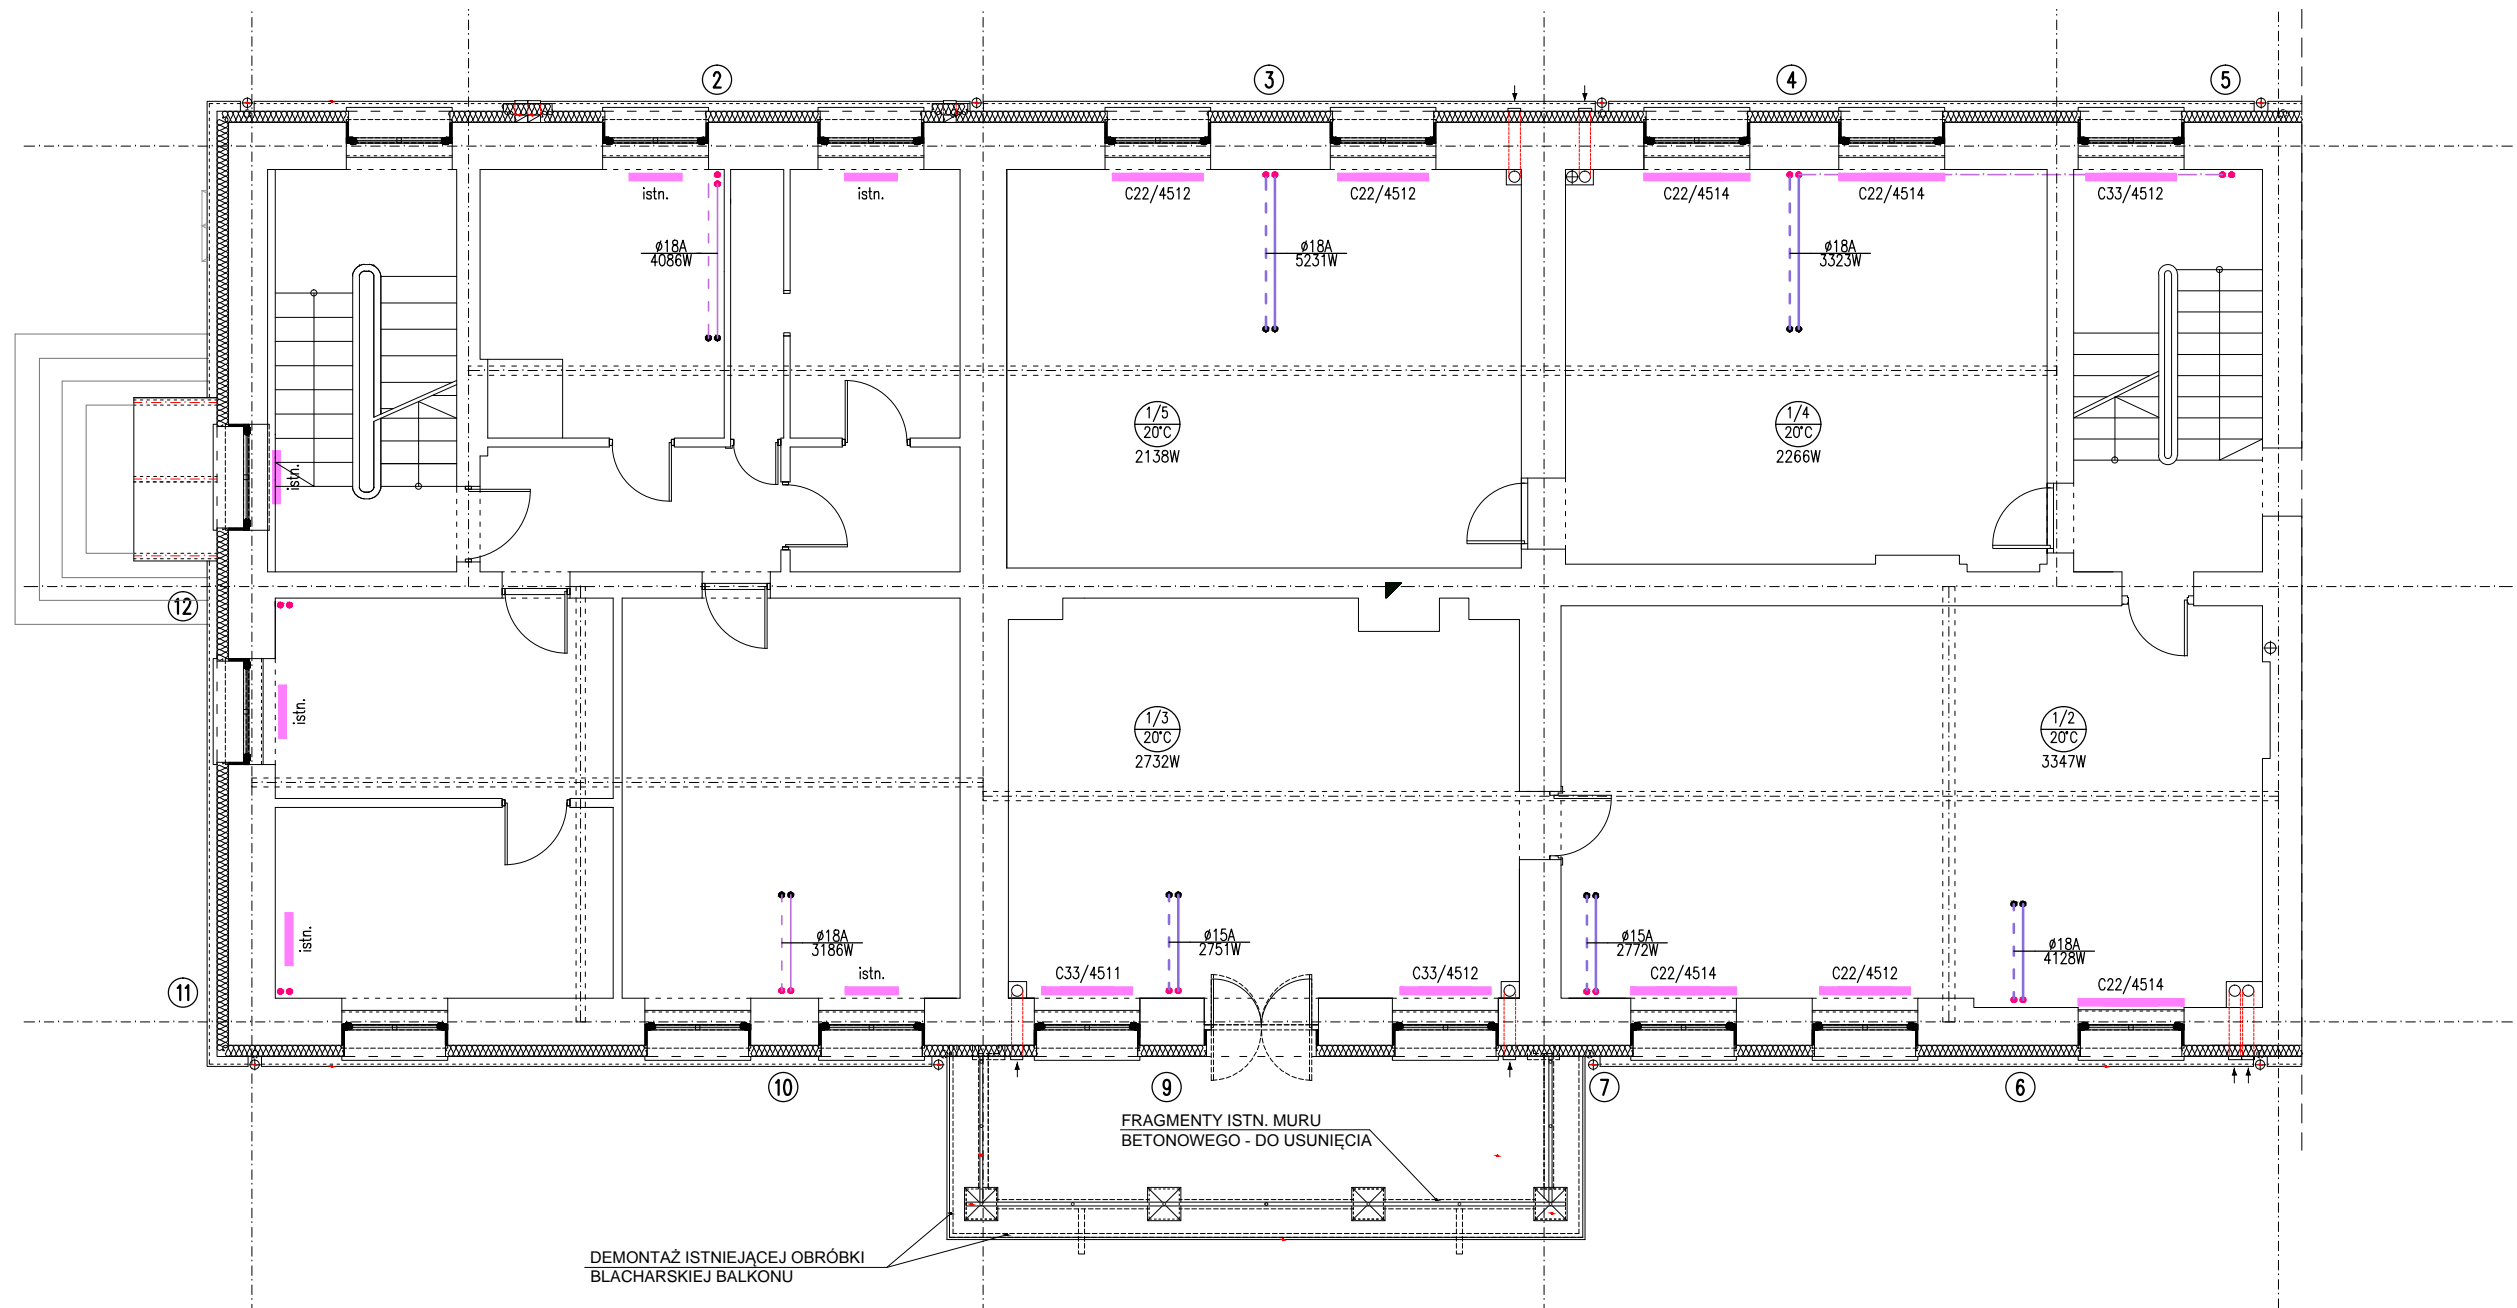 2
3
4
5
istn.
istn.
C22/4512
C22/4512
C22/4514
C22/4514
C33/4512
ø18A
4086W
ø18A
5231W
ø18A
3323W
1/5
20°C
2138W
1/4
20°C
2266W
istn.
12
istn.
1/3
20°C
2732W
1/2
20°C
3347W
istn.
ø18A
3186W
istn.
ø15A
2751W
ø15A
2772W
ø18A
4128W
C33/4511
C33/4512
C22/4514
C22/4512
C22/4514
11
10
9
7
6
FRAGMENTY ISTN. MURU
BETONOWEGO - DO USUNIĘCIA
DEMONTAŻ ISTNIEJĄCEJ OBRÓBKI
BLACHARSKIEJ BALKONU